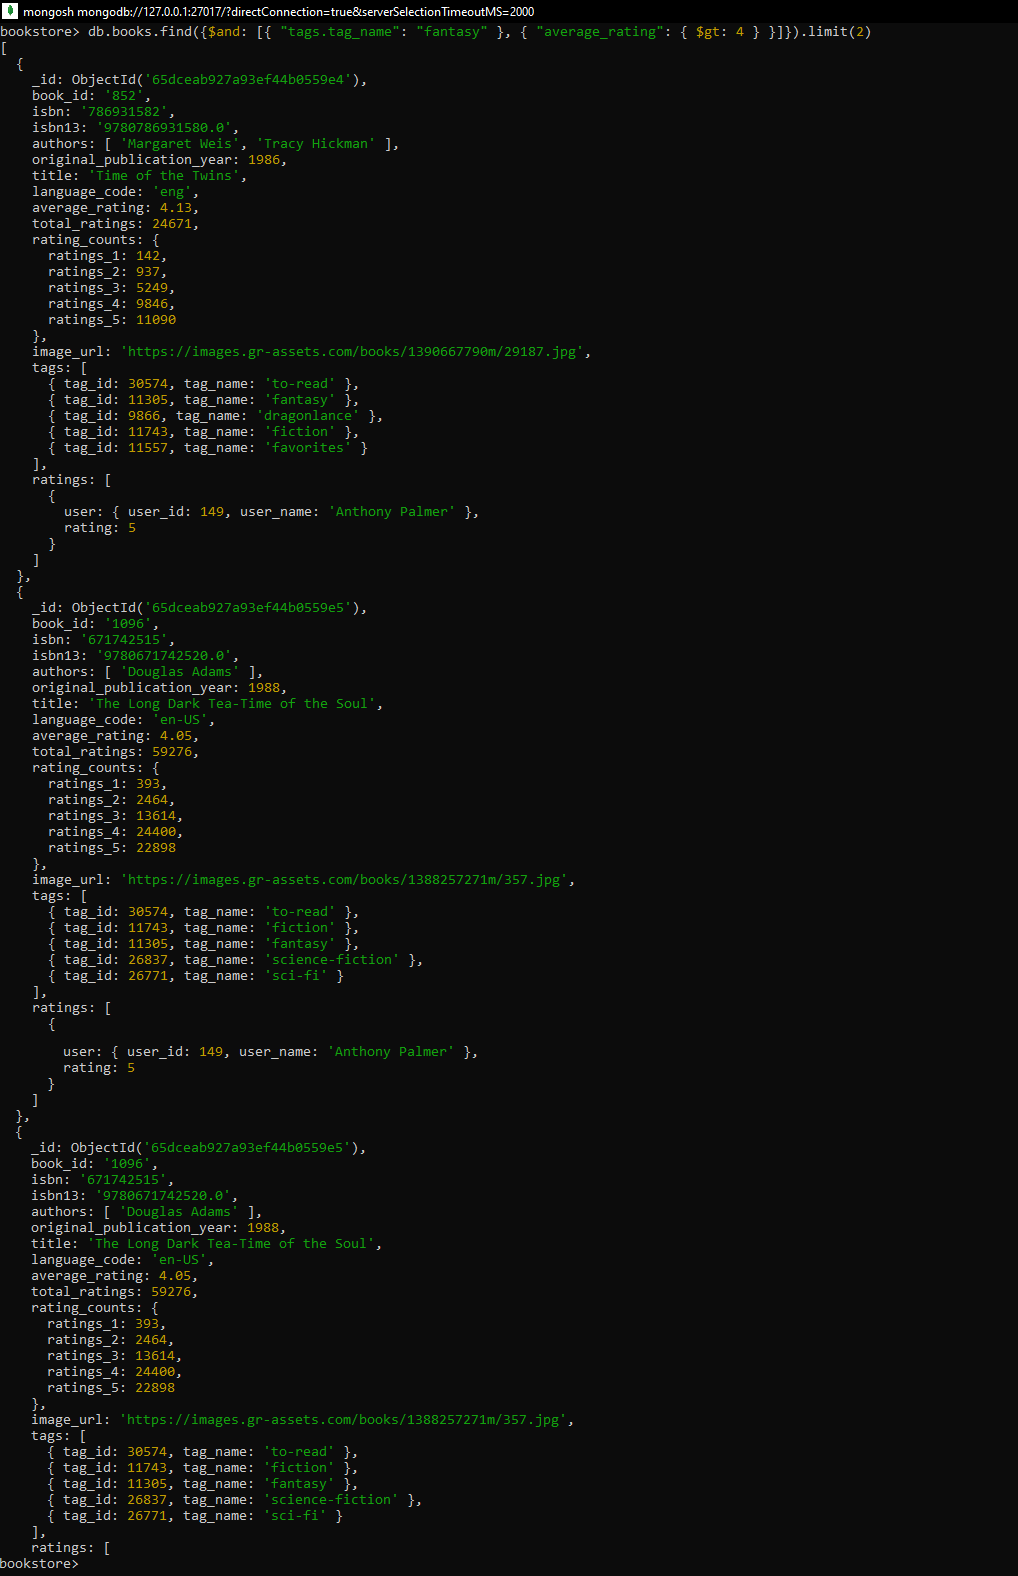 mongosh mongodb://127.0.0.1:27017/?directConnection=true&serverSelectionTimeoutMS=2000
bookstore> db.books.find({$and: [{ "tags.tag_name": "fantasy" }, { "average_rating": { $gt: 4 } }]}).limit(2)
[
  {
    _id: ObjectId('65dceab927a93ef44b0559e4'),
    book_id: '852',
    isbn: '786931582',
    isbn13: '9780786931580.0',
    authors: [ 'Margaret Weis', 'Tracy Hickman' ],
    original_publication_year: 1986,
    title: 'Time of the Twins',
    language_code: 'eng',
    average_rating: 4.13,
    total_ratings: 24671,
    rating_counts: {
      ratings_1: 142,
      ratings_2: 937,
      ratings_3: 5249,
      ratings_4: 9846,
      ratings_5: 11090
    },
    image_url: 'https://images.gr-assets.com/books/1390667790m/29187.jpg',
    tags: [
      { tag_id: 30574, tag_name: 'to-read' },
      { tag_id: 11305, tag_name: 'fantasy' },
      { tag_id: 9866, tag_name: 'dragonlance' },
      { tag_id: 11743, tag_name: 'fiction' },
      { tag_id: 11557, tag_name: 'favorites' }
    ],
    ratings: [
      {
        user: { user_id: 149, user_name: 'Anthony Palmer' },
        rating: 5
      }
    ]
  },
  {
    _id: ObjectId('65dceab927a93ef44b0559e5'),
    book_id: '1096',
    isbn: '671742515',
    isbn13: '9780671742520.0',
    authors: [ 'Douglas Adams' ],
    original_publication_year: 1988,
    title: 'The Long Dark Tea-Time of the Soul',
    language_code: 'en-US',
    average_rating: 4.05,
    total_ratings: 59276,
    rating_counts: {
      ratings_1: 393,
      ratings_2: 2464,
      ratings_3: 13614,
      ratings_4: 24400,
      ratings_5: 22898
    },
    image_url: 'https://images.gr-assets.com/books/1388257271m/357.jpg',
    tags: [
      { tag_id: 30574, tag_name: 'to-read' },
      { tag_id: 11743, tag_name: 'fiction' },
      { tag_id: 11305, tag_name: 'fantasy' },
      { tag_id: 26837, tag_name: 'science-fiction' },
      { tag_id: 26771, tag_name: 'sci-fi' }
    ],
    ratings: [
      {
        user: { user_id: 149, user_name: 'Anthony Palmer' },
        rating: 5
      }
    ]
  },
  {
    _id: ObjectId('65dceab927a93ef44b0559e5'),
    book_id: '1096',
    isbn: '671742515',
    isbn13: '9780671742520.0',
    authors: [ 'Douglas Adams' ],
    original_publication_year: 1988,
    title: 'The Long Dark Tea-Time of the Soul',
    language_code: 'en-US',
    average_rating: 4.05,
    total_ratings: 59276,
    rating_counts: {
      ratings_1: 393,
      ratings_2: 2464,
      ratings_3: 13614,
      ratings_4: 24400,
      ratings_5: 22898
    },
    image_url: 'https://images.gr-assets.com/books/1388257271m/357.jpg',
    tags: [
      { tag_id: 30574, tag_name: 'to-read' },
      { tag_id: 11743, tag_name: 'fiction' },
      { tag_id: 11305, tag_name: 'fantasy' },
      { tag_id: 26837, tag_name: 'science-fiction' },
      { tag_id: 26771, tag_name: 'sci-fi' }
    ],
    ratings: [
bookstore>